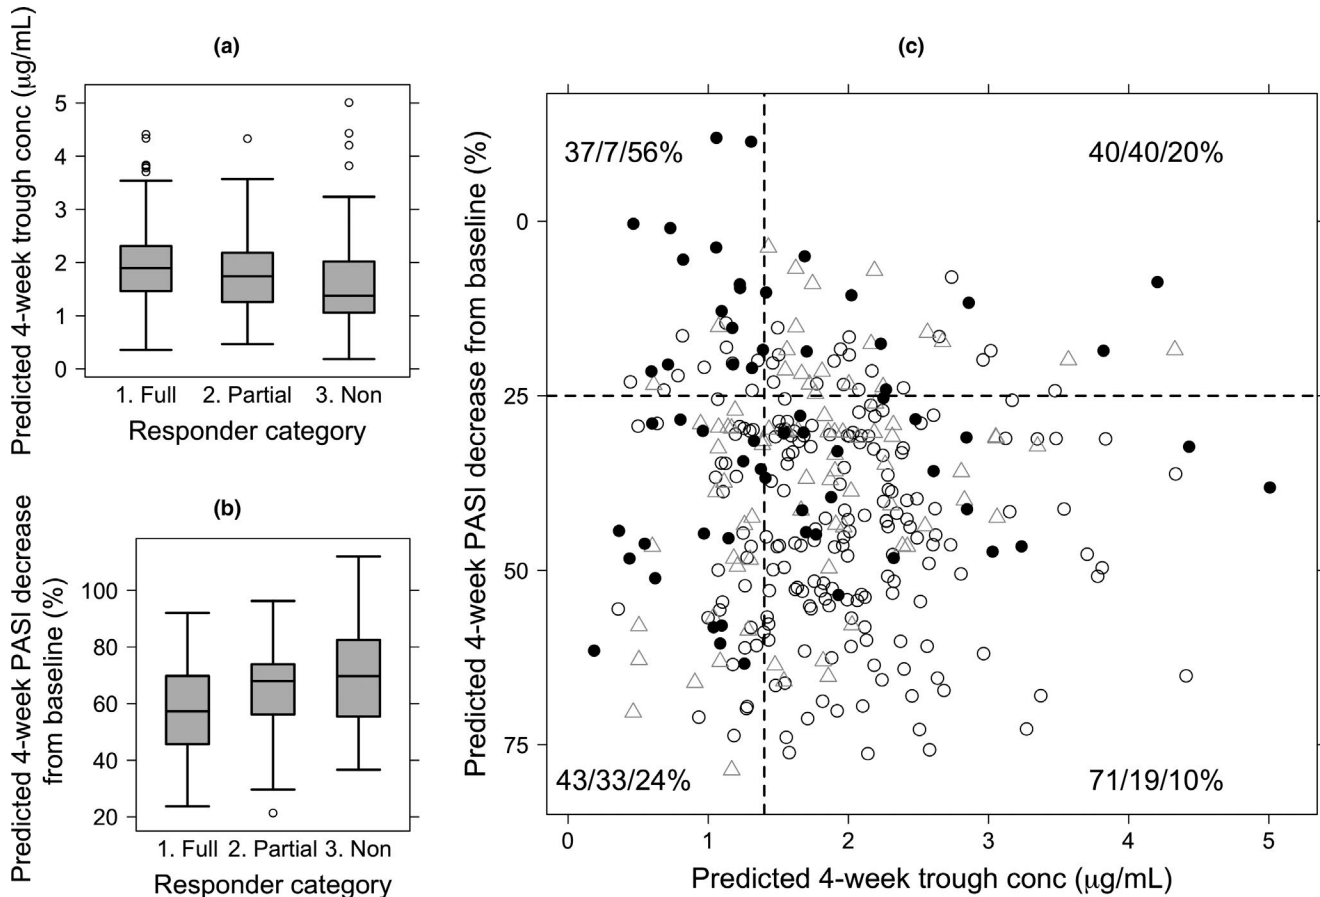 (a)
Predicted 4-week trough conc (μg/mL)
5
4
3
2
1
0
1. Full 2. Partial 3. Non
Responder category
(b)
Predicted 4-week PASI decrease
from baseline (%)
100
80
60
40
20
1. Full 2. Partial 3. Non
Responder category
(c)
Predicted 4-week PASI decrease from baseline (%)
37/7/56% 40/40/20%
0
25
50
75
43/33/24% 71/19/10%
0 1 2 3 4 5
Predicted 4-week trough conc (μg/mL)